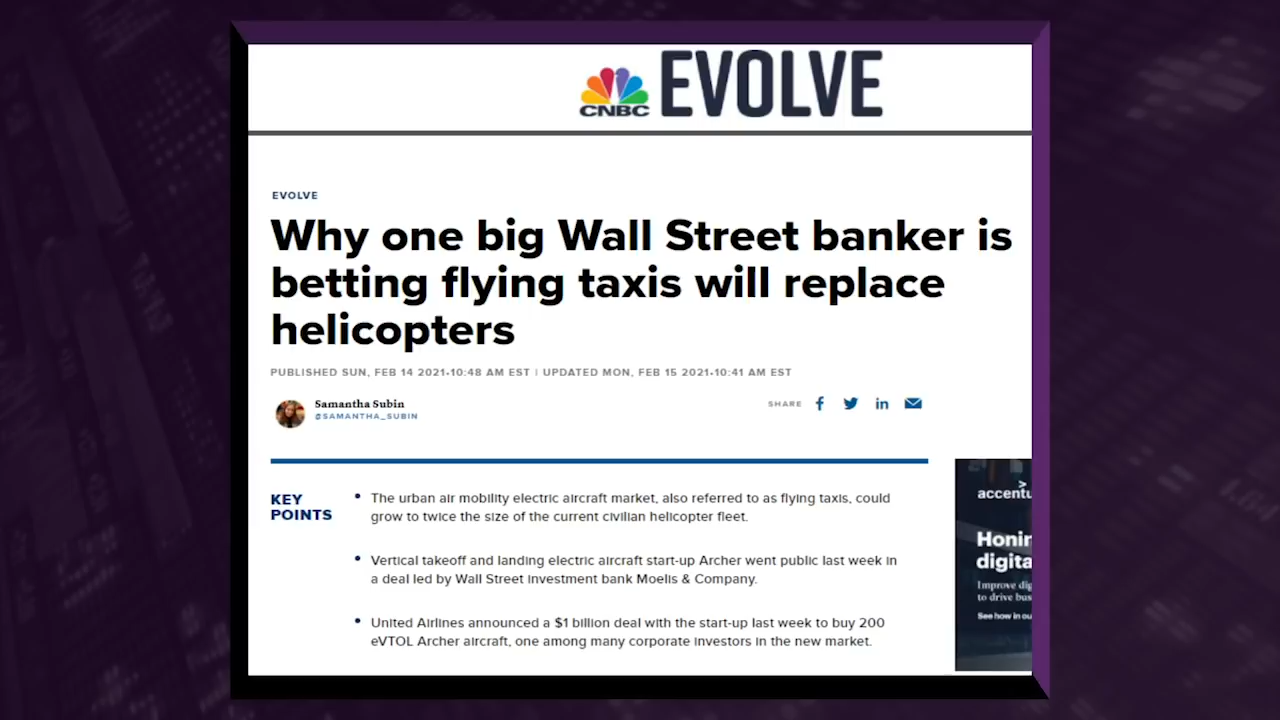 CNBC EVOLVE
EVOLVE
Why one big Wall Street banker is
betting flying taxis will replace
helicopters
PUBLISHED SUN, FEB 14 2021•10:48 AM EST | UPDATED MON, FEB 15 2021•10:41 AM EST
Samantha Subin
@SAMANTHA_SUBIN
SHARE
KEY
POINTS
• The urban air mobility electric aircraft market, also referred to as flying taxis, could
grow to twice the size of the current civilian helicopter fleet.
• Vertical takeoff and landing electric aircraft start-up Archer went public last week in
a deal led by Wall Street investment bank Moelis & Company.
• United Airlines announced a $1 billion deal with the start-up last week to buy 200
eVTOL Archer aircraft, one among many corporate investors in the new market.
accentu
Honin
digita
Improve dig
to drive bus
See how in ou